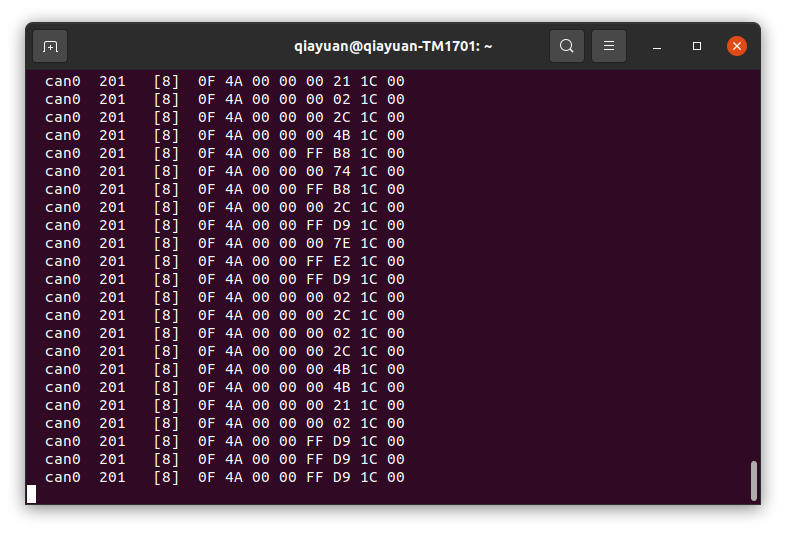 qiayuan@qiayuan-TM1701: ~
can0  201   [8]  0F 4A 00 00 00 21 1C 00
can0  201   [8]  0F 4A 00 00 00 02 1C 00
can0  201   [8]  0F 4A 00 00 00 2C 1C 00
can0  201   [8]  0F 4A 00 00 00 4B 1C 00
can0  201   [8]  0F 4A 00 00 FF B8 1C 00
can0  201   [8]  0F 4A 00 00 00 74 1C 00
can0  201   [8]  0F 4A 00 00 FF B8 1C 00
can0  201   [8]  0F 4A 00 00 00 2C 1C 00
can0  201   [8]  0F 4A 00 00 FF D9 1C 00
can0  201   [8]  0F 4A 00 00 00 7E 1C 00
can0  201   [8]  0F 4A 00 00 FF E2 1C 00
can0  201   [8]  0F 4A 00 00 FF D9 1C 00
can0  201   [8]  0F 4A 00 00 00 02 1C 00
can0  201   [8]  0F 4A 00 00 00 2C 1C 00
can0  201   [8]  0F 4A 00 00 00 02 1C 00
can0  201   [8]  0F 4A 00 00 00 2C 1C 00
can0  201   [8]  0F 4A 00 00 00 4B 1C 00
can0  201   [8]  0F 4A 00 00 00 4B 1C 00
can0  201   [8]  0F 4A 00 00 00 21 1C 00
can0  201   [8]  0F 4A 00 00 00 02 1C 00
can0  201   [8]  0F 4A 00 00 FF D9 1C 00
can0  201   [8]  0F 4A 00 00 FF D9 1C 00
can0  201   [8]  0F 4A 00 00 FF D9 1C 00